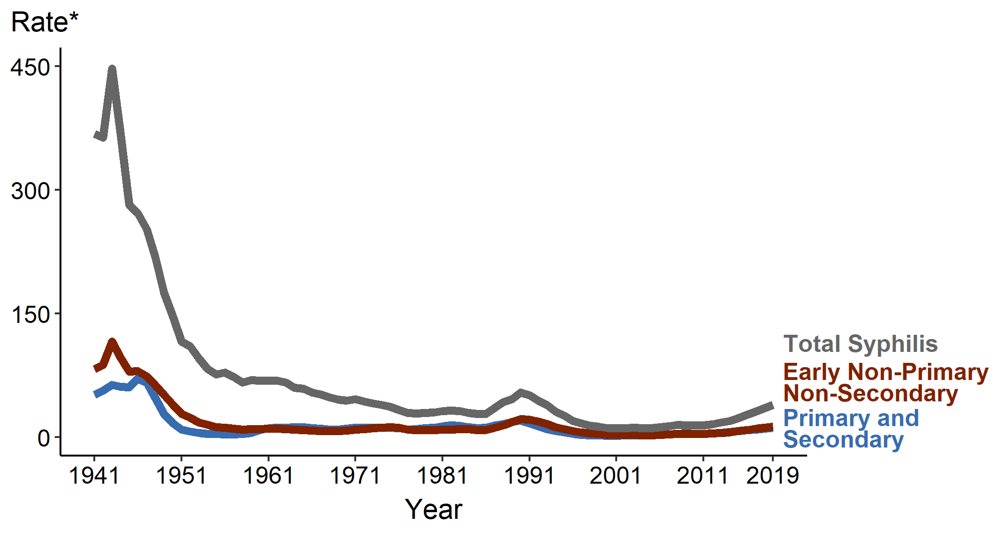 Rate*
450
300
150
0
Total Syphilis
Early Non-Primary
Non-Secondary
Primary and
Secondary
1941 1951 1961 1971 1981 1991 2001 2011 2019
Year